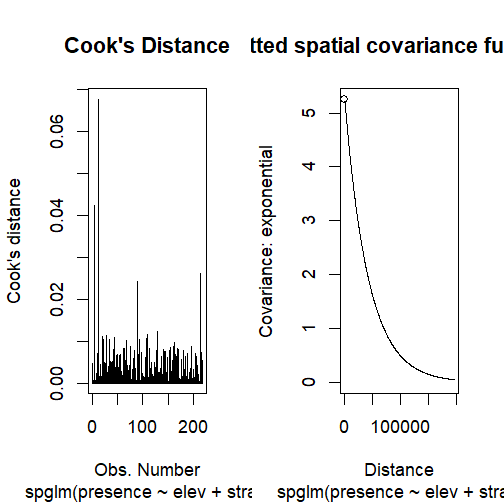 Cook's Distance
tted spatial covariance fu
Cook's distance
0.00 0.02 0.04 0.06
0 100 200
Obs. Number
spglm(presence ~ elev + stra
Covariance: exponential
0 1 2 3 4 5
0 100000
Distance
spglm(presence ~ elev + stra